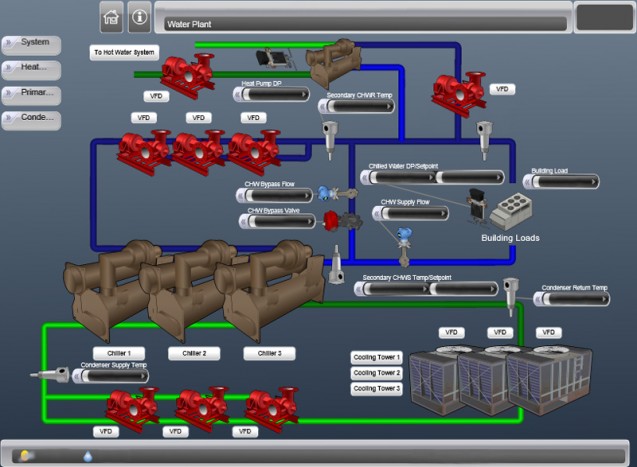 Water Plant
System
Heat...
Primar...
Conde...
To Hot Water System
VFD
Heat Pump DP
Secondary CHWR Temp
VFD
VFD
VFD
VFD
Chilled Water DP/Setpoint
Building Load
CHW Bypass Flow
CHW Bypass Valve
CHW Supply Flow
Building Loads
Secondary CHWS Temp/Setpoint
Condenser Return Temp
VFD
VFD
VFD
Chiller 1
Chiller 2
Chiller 3
Cooling Tower 1
Cooling Tower 2
Cooling Tower 3
Condenser Supply Temp
VFD
VFD
VFD